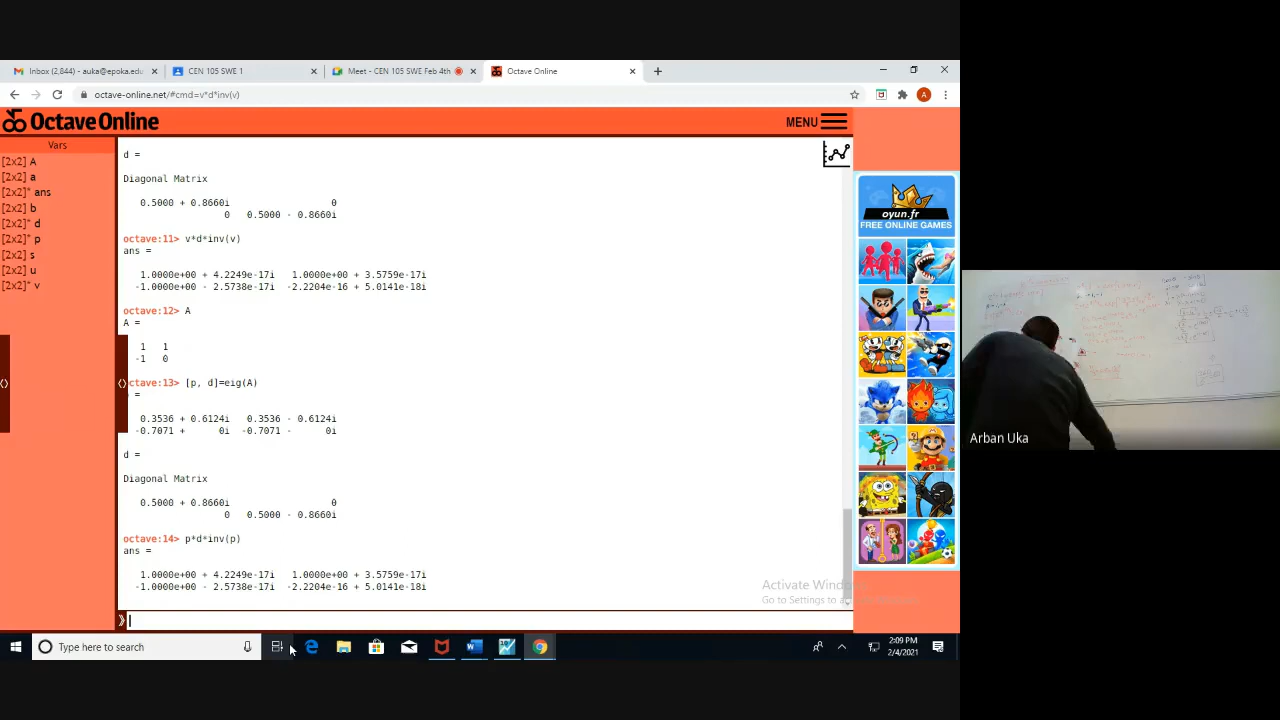 Inbox (2,844) - auka@epoka.edu
CEN 105 SWE 1
Meet - CEN 105 SWE Feb 4th
Octave Online
octave-online.net/#cmd=v*d*inv(v)
A
Octave Online
MENU
Vars
[2x2] A
[2x2] a
[2x2]* ans
[2x2] b
[2x2]* d
[2x2]* p
[2x2] s
[2x2] u
[2x2]* v
d =
Diagonal Matrix
0.5000 + 0.8660i 0
0 0.5000 - 0.8660i
octave:11> v*d*inv(v)
ans =
1.0000e+00 + 4.2249e-17i 1.0000e+00 + 3.5759e-17i
-1.0000e+00 - 2.5738e-17i -2.2204e-16 + 5.0141e-18i
octave:12> A
A =
1 1
-1 0
octave:13> [p, d]=eig(A)
=
0.3536 + 0.6124i 0.3536 - 0.6124i
-0.7071 + 0i -0.7071 - 0i
d =
Diagonal Matrix
0.5000 + 0.8660i 0
0 0.5000 - 0.8660i
octave:14> p*d*inv(p)
ans =
1.0000e+00 + 4.2249e-17i 1.0000e+00 + 3.5759e-17i
-1.0000e+00 - 2.5738e-17i -2.2204e-16 + 5.0141e-18i
oyun.fr
FREE ONLINE GAMES
Arban Uka
Activate Windo
Go to Settings to
Type here to search
2:09 PM
2/4/2021